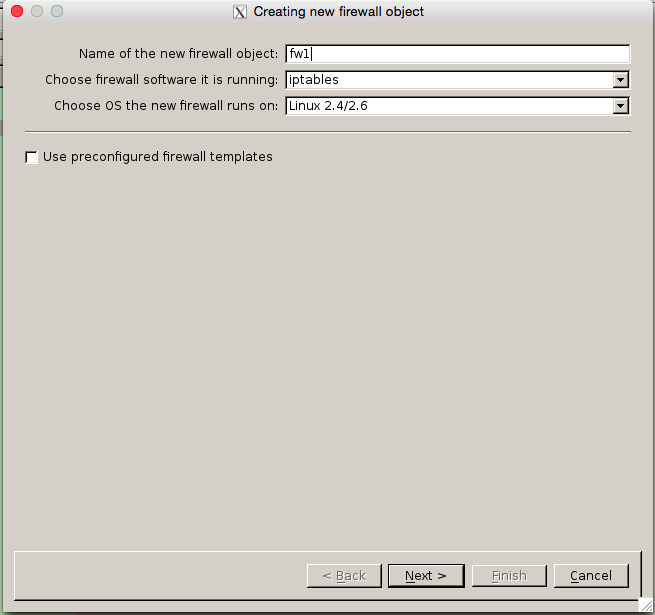 Creating new firewall object
Name of the new firewall object: fw1
Choose firewall software it is running: iptables
Choose OS the new firewall runs on: Linux 2.4/2.6
Use preconfigured firewall templates
< Back Next > Finish Cancel